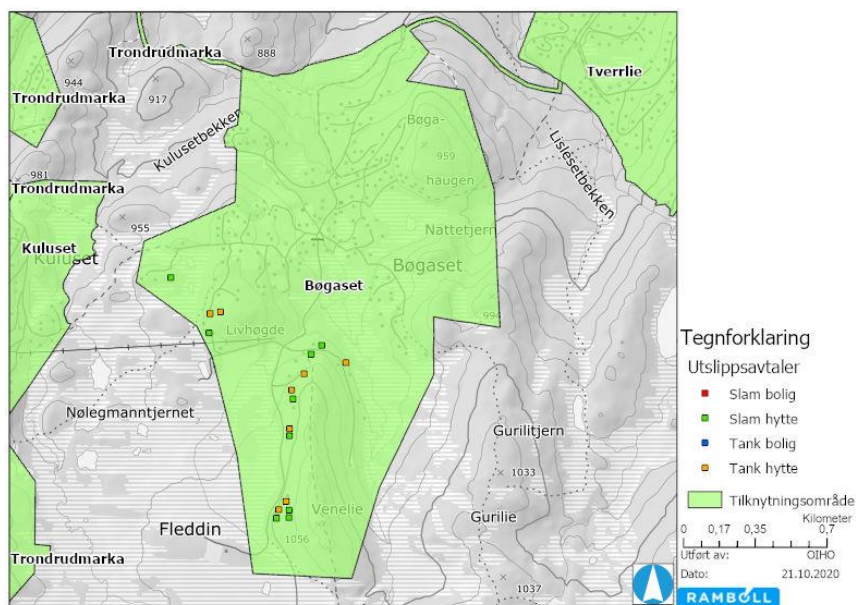 Trondrudmarka
888
944
917
Trondrudmarka
Tverrlie
Kulusetbekken
Bøga-
959
haugen
Lislésetbekken
981
Trondrudmarka
955
Kuluset
Kuluset
Nattetjern
Bøgaset
Bøgaset
994
Livhøgde
Nølegmanntjernet
Gurilitjern
1033
Fleddin
Venelie
1056
Gurilie
Trondrudmarka
1037
Tegnforklaring
Utslippsavtaler
Slam bolig
Slam hytte
Tank bolig
Tank hytte
Tilknytningsområde
Kilometer
0 0,17 0,35 0,7
Utført av: OIHO
Dato: 21.10.2020
RAMBOLL